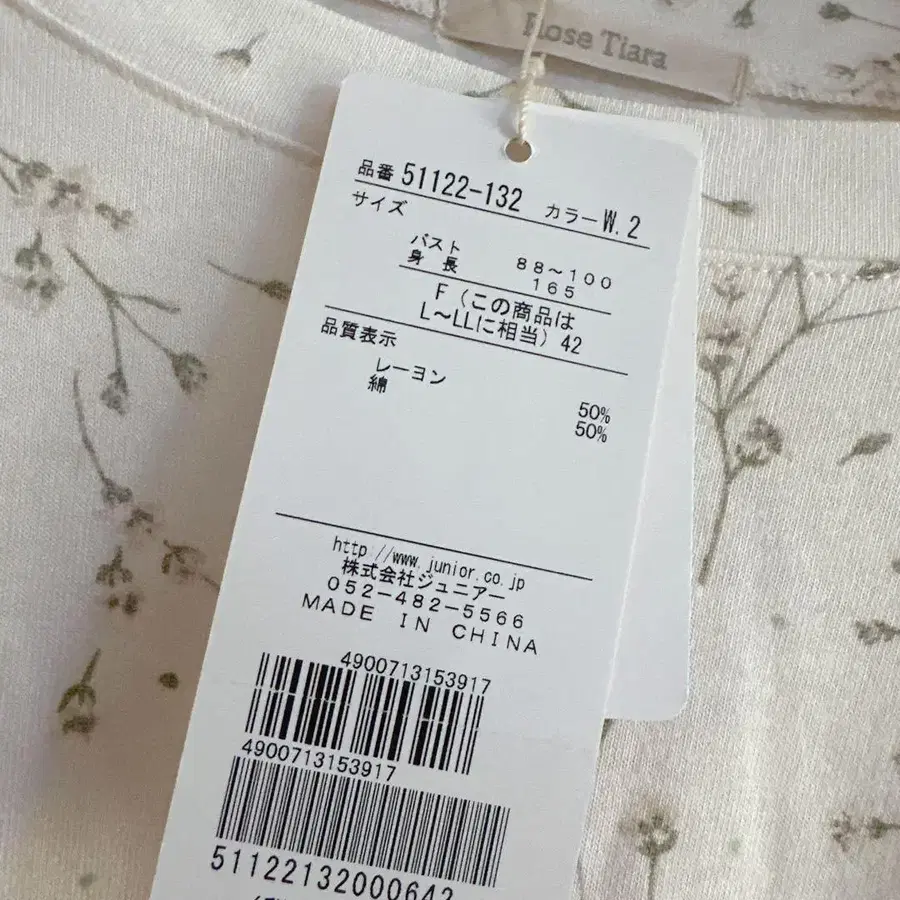 Rose Tiara
品番 51122-132 カラー W.2
サイズ
バスト 88～100
身長 165
F（この商品は
L～LLに相当）42
品質表示
レーヨン 50%
綿 50%
http://www.junior.co.jp
株式会社ジュニアー
052-482-5566
MADE IN CHINA
4900713153917
4900713153917
51122132000642